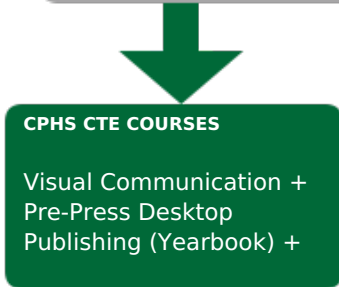 CPHS CTE COURSES
Visual Communication +
Pre-Press Desktop
Publishing (Yearbook) +